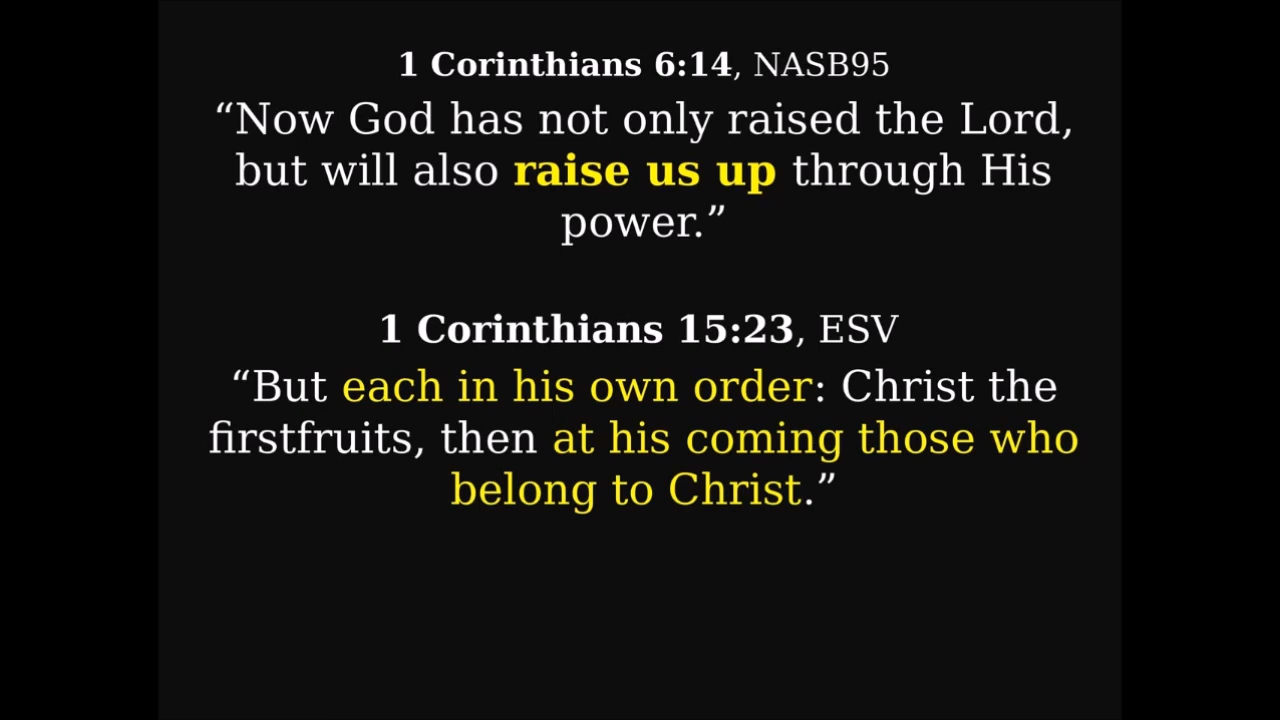 1 Corinthians 6:14, NASB95
“Now God has not only raised the Lord,
but will also raise us up through His
power.”
1 Corinthians 15:23, ESV
“But each in his own order: Christ the
firstfruits, then at his coming those who
belong to Christ.”